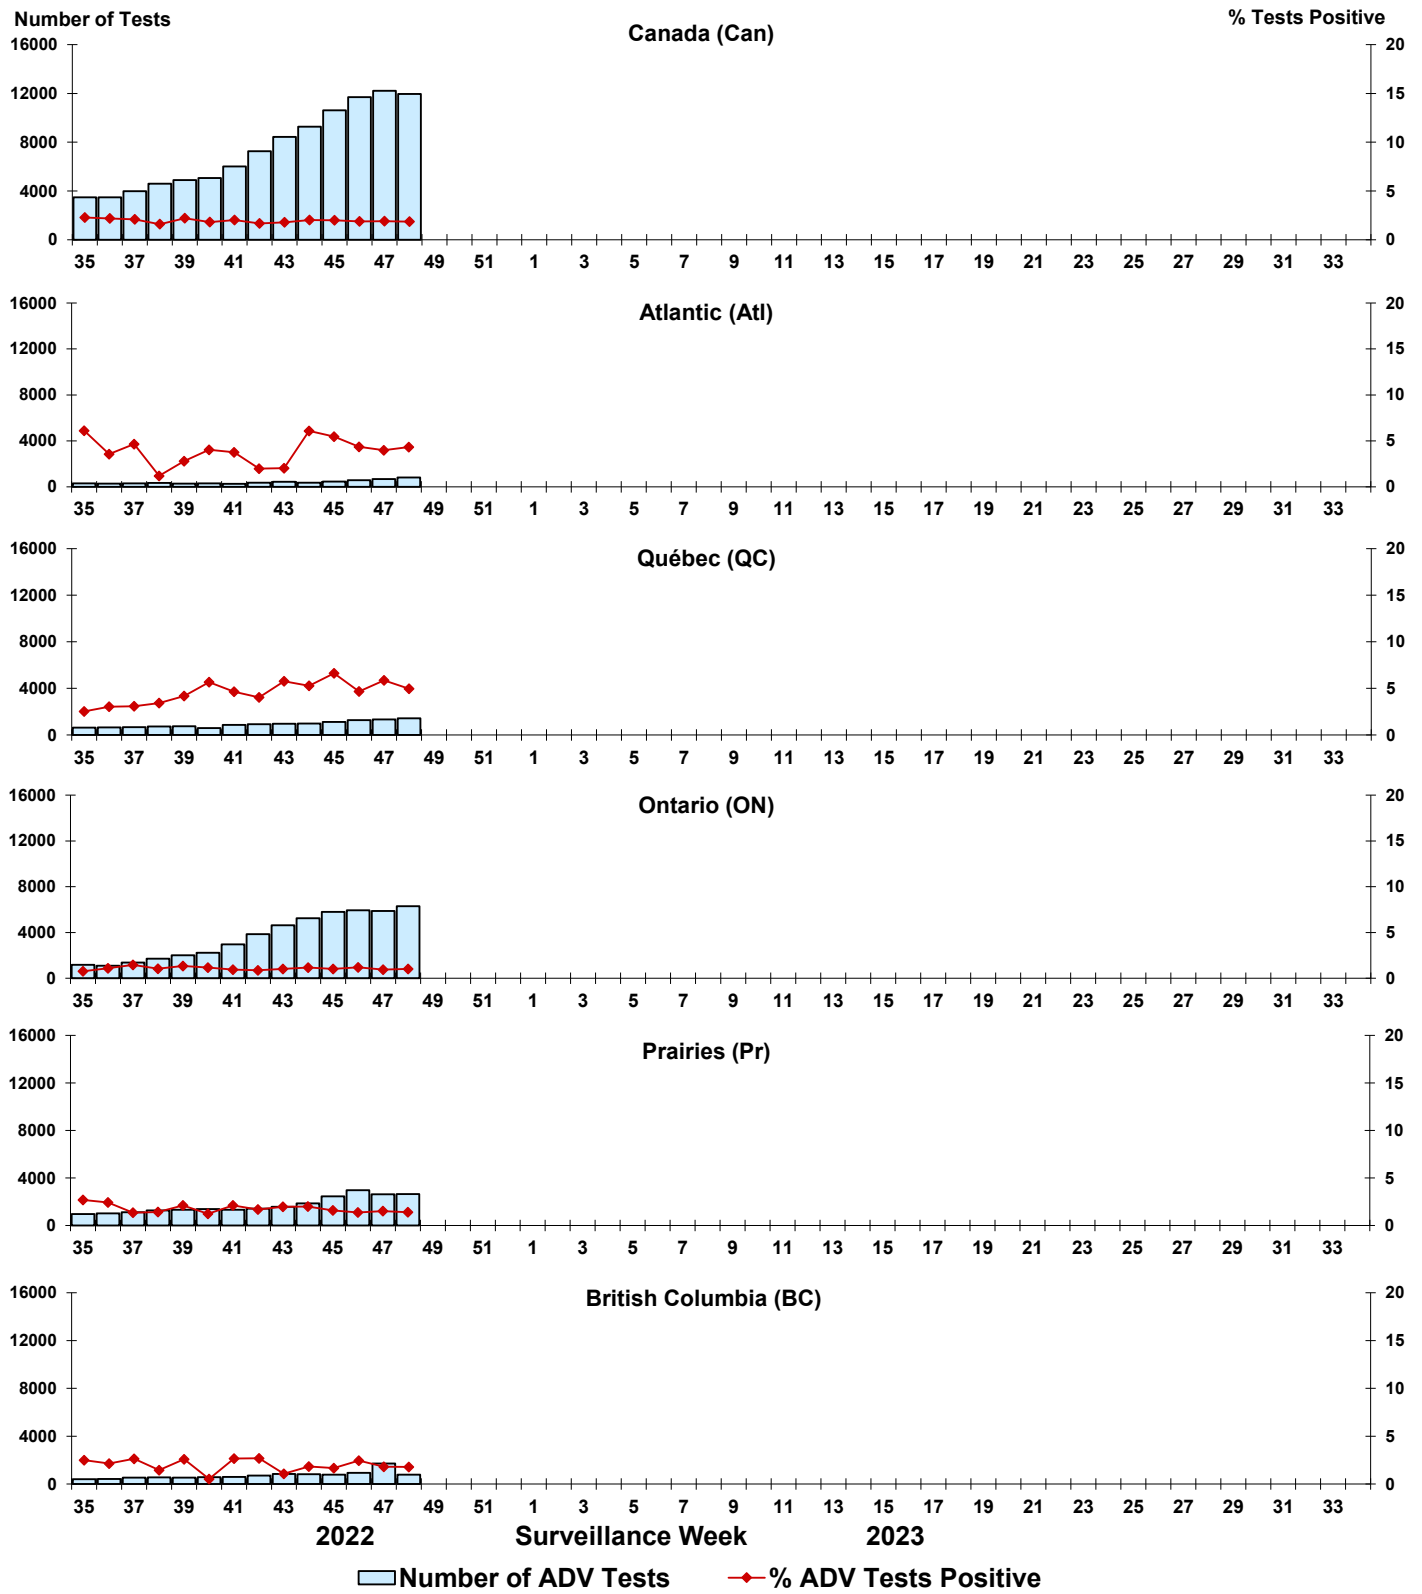 Number of Tests
% Tests Positive
Canada (Can)
16000 20
12000 15
8000 10
4000 5
0 0
35 37 39 41 43 45 47 49 51 1 3 5 7 9 11 13 15 17 19 21 23 25 27 29 31 33
Atlantic (Atl)
16000 20
12000 15
8000 10
4000 5
0 0
35 37 39 41 43 45 47 49 51 1 3 5 7 9 11 13 15 17 19 21 23 25 27 29 31 33
Québec (QC)
16000 20
12000 15
8000 10
4000 5
0 0
35 37 39 41 43 45 47 49 51 1 3 5 7 9 11 13 15 17 19 21 23 25 27 29 31 33
Ontario (ON)
16000 20
12000 15
8000 10
4000 5
0 0
35 37 39 41 43 45 47 49 51 1 3 5 7 9 11 13 15 17 19 21 23 25 27 29 31 33
Prairies (Pr)
16000 20
12000 15
8000 10
4000 5
0 0
35 37 39 41 43 45 47 49 51 1 3 5 7 9 11 13 15 17 19 21 23 25 27 29 31 33
British Columbia (BC)
16000 20
12000 15
8000 10
4000 5
0 0
35 37 39 41 43 45 47 49 51 1 3 5 7 9 11 13 15 17 19 21 23 25 27 29 31 33
2022 Surveillance Week 2023
Number of ADV Tests % ADV Tests Positive